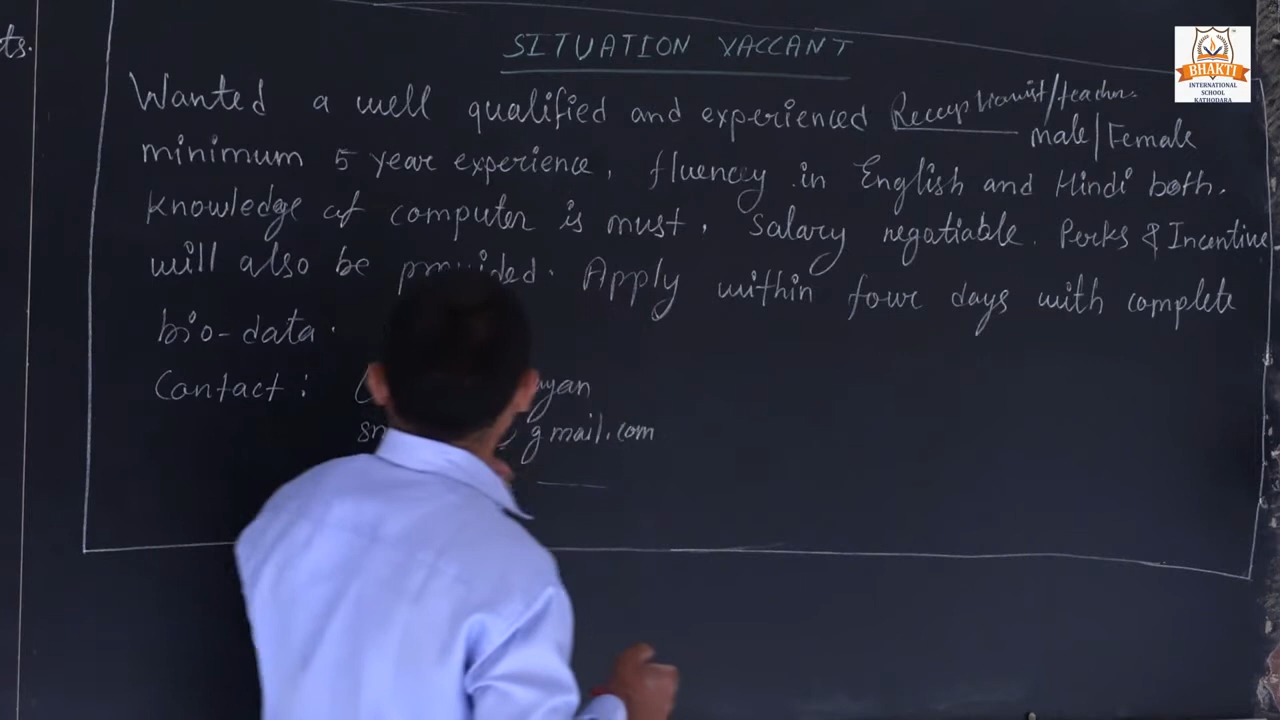 ts.
SITUATION VACCANT
Wanted a well qualified and experienced Receptionist/teacher.
male/Female
minimum 5 year experience, fluency in English and Hindi both.
Knowledge of computer is must, Salary negotiable. Perks & Incentive
will also be provided. Apply within four days with complete
bio-data.
Contact:
gmail.com
BHAKTI
INTERNATIONAL
SCHOOL
KATHODARA